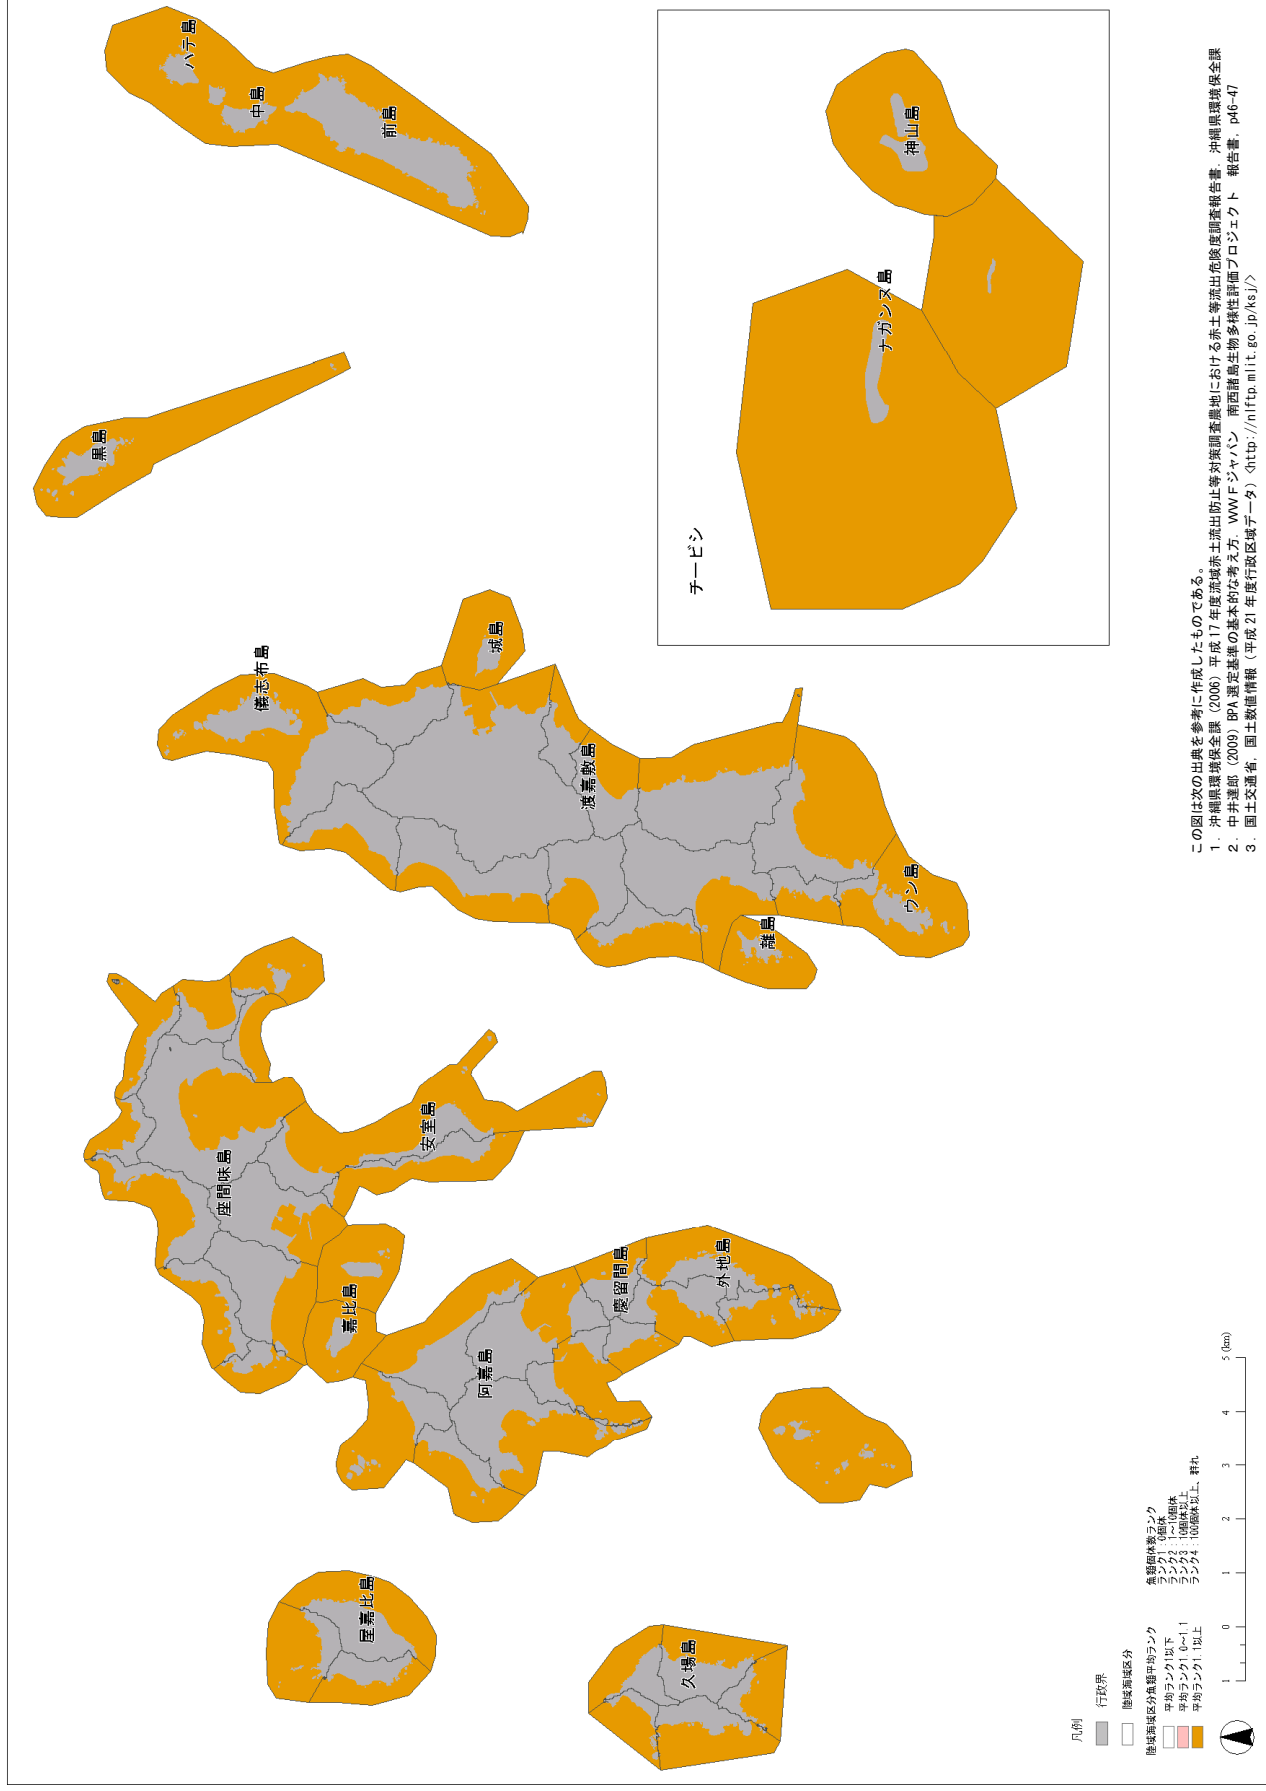 屋嘉比島
久場島
座間味島
嘉比島
安室島
阿嘉島
慶留間島
外地島
儀志布島
城島
渡嘉敷島
離島
ウン島
黒島
ハテ島
中島
前島
チービシ
ナガンヌ島
神山島
凡例
行政界
陸域海域区分
陸域海域区分魚類平均ランク
平均ランク1以下
平均ランク1.0~1.1
平均ランク1.1以上
魚類個体数ランク
ランク1:0個体
ランク2:1~10個体
ランク3:10個体以上
ランク4:100個体以上、群れ
1 0 1 2 3 4 5 (km)
この図は次の出典を参考に作成したものである。
1. 沖縄県環境保全課 (2006) 平成17年度流域赤土流出防止等対策調査農地における赤土等流出危険度調査報告書. 沖縄県環境保全課
2. 中井達郎 (2009) BPA選定基準の基本的な考え方. WWFジャパン 南西諸島生物多様性評価プロジェクト 報告書. p46-47
3. 国土交通省, 国土数値情報 (平成21年度行政区域データ) <http://nlftp.mlit.go.jp/ksj/>